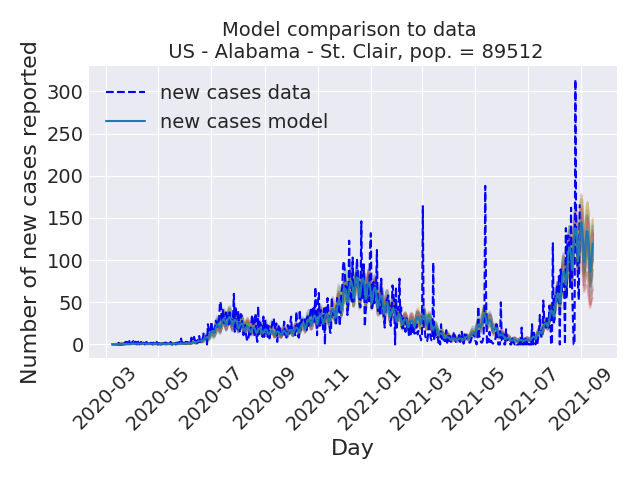 Model comparison to data
US - Alabama - St. Clair, pop. = 89512
Number of new cases reported
300
250
200
150
100
50
0
new cases data
new cases model
2020-03
2020-05
2020-07
2020-09
2020-11
2021-01
2021-03
2021-05
2021-07
2021-09
Day